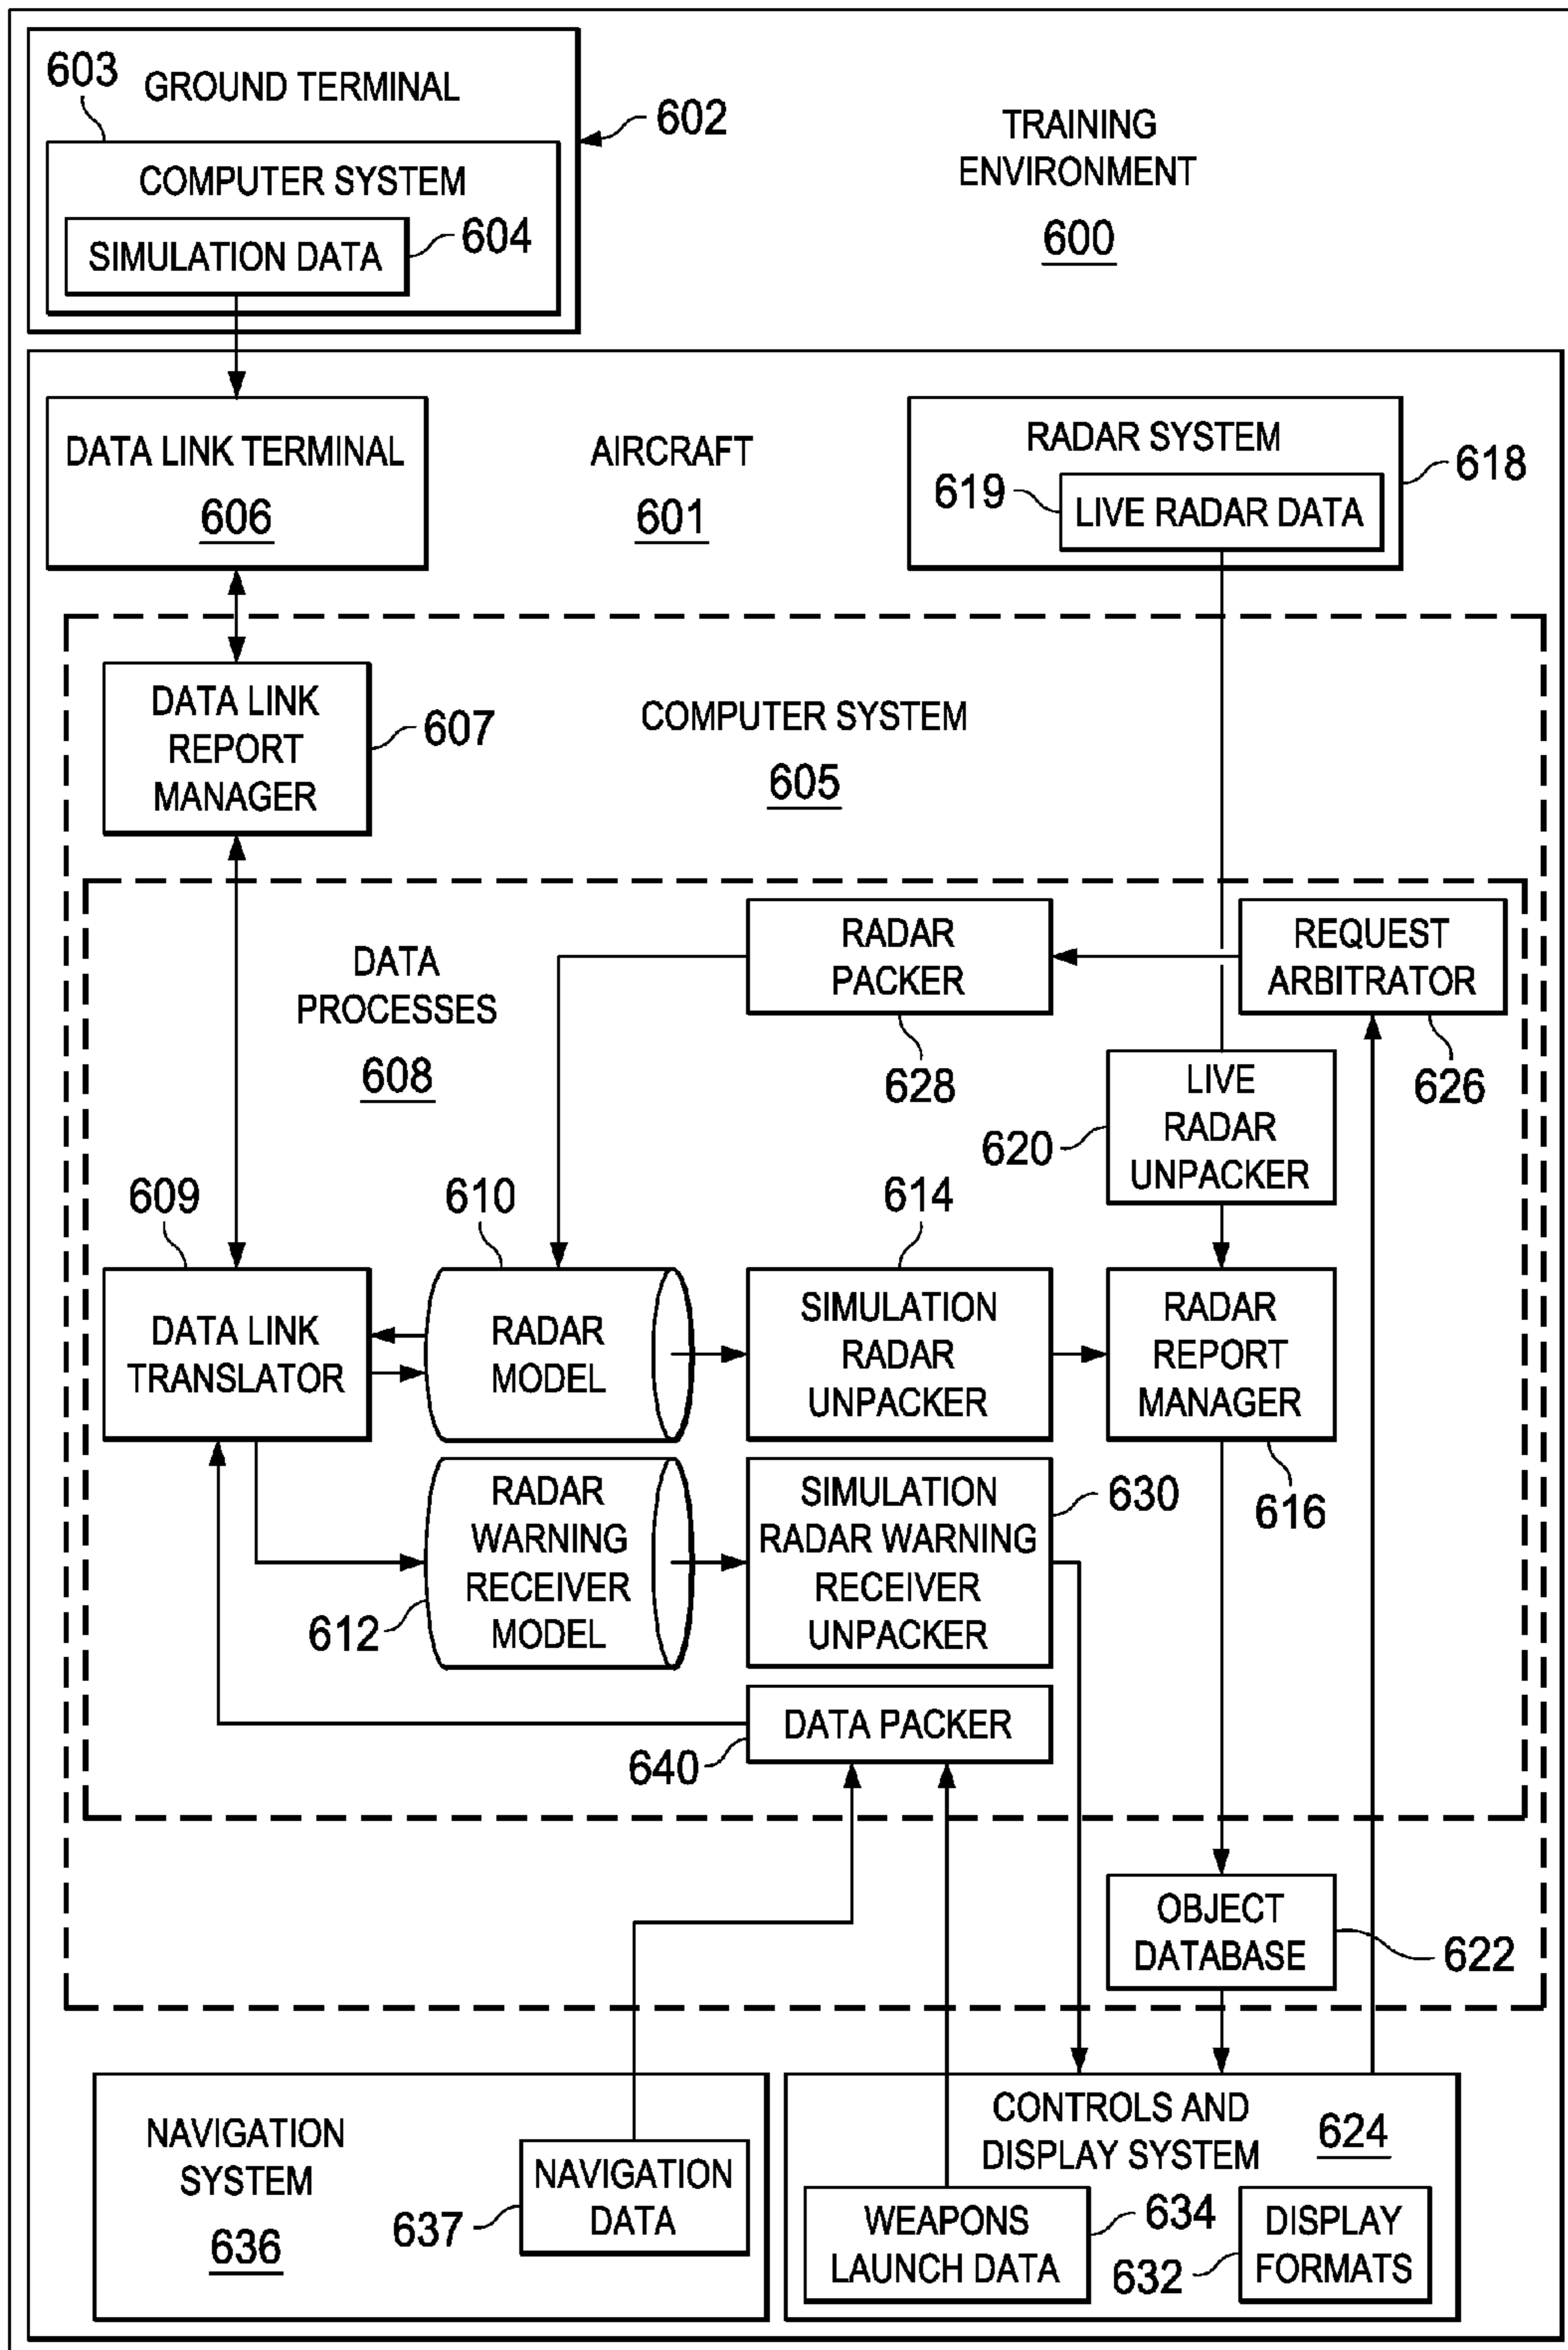 603
GROUND TERMINAL
602
COMPUTER SYSTEM
SIMULATION DATA
604
TRAINING
ENVIRONMENT
600
DATA LINK TERMINAL
606
AIRCRAFT
601
RADAR SYSTEM
618
619
LIVE RADAR DATA
DATA LINK
REPORT
MANAGER
607
COMPUTER SYSTEM
605
DATA
PROCESSES
608
RADAR
PACKER
628
REQUEST
ARBITRATOR
626
LIVE
RADAR
UNPACKER
620
609
610
614
DATA LINK
TRANSLATOR
RADAR
MODEL
SIMULATION
RADAR
UNPACKER
RADAR
REPORT
MANAGER
616
RADAR
WARNING
RECEIVER
MODEL
612
SIMULATION
RADAR WARNING
RECEIVER
UNPACKER
630
DATA PACKER
640
OBJECT
DATABASE
622
NAVIGATION
SYSTEM
636
NAVIGATION
DATA
637
CONTROLS AND
DISPLAY SYSTEM
624
WEAPONS
LAUNCH DATA
634
632
DISPLAY
FORMATS